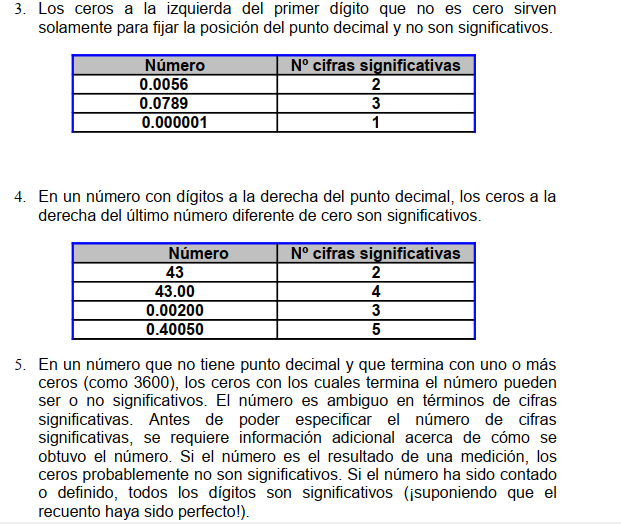 3. Los ceros a la izquierda del primer dígito que no es cero sirven
solamente para fijar la posición del punto decimal y no son significativos.
Número Nº cifras significativas
0.0056 2
0.0789 3
0.000001 1
4. En un número con dígitos a la derecha del punto decimal, los ceros a la
derecha del último número diferente de cero son significativos.
Número Nº cifras significativas
43 2
43.00 4
0.00200 3
0.40050 5
5. En un número que no tiene punto decimal y que termina con uno o más
ceros (como 3600), los ceros con los cuales termina el número pueden
ser o no significativos. El número es ambiguo en términos de cifras
significativas. Antes de poder especificar el número de cifras
significativas, se requiere información adicional acerca de cómo se
obtuvo el número. Si el número es el resultado de una medición, los
ceros probablemente no son significativos. Si el número ha sido contado
o definido, todos los dígitos son significativos (¡suponiendo que el
recuento haya sido perfecto!).